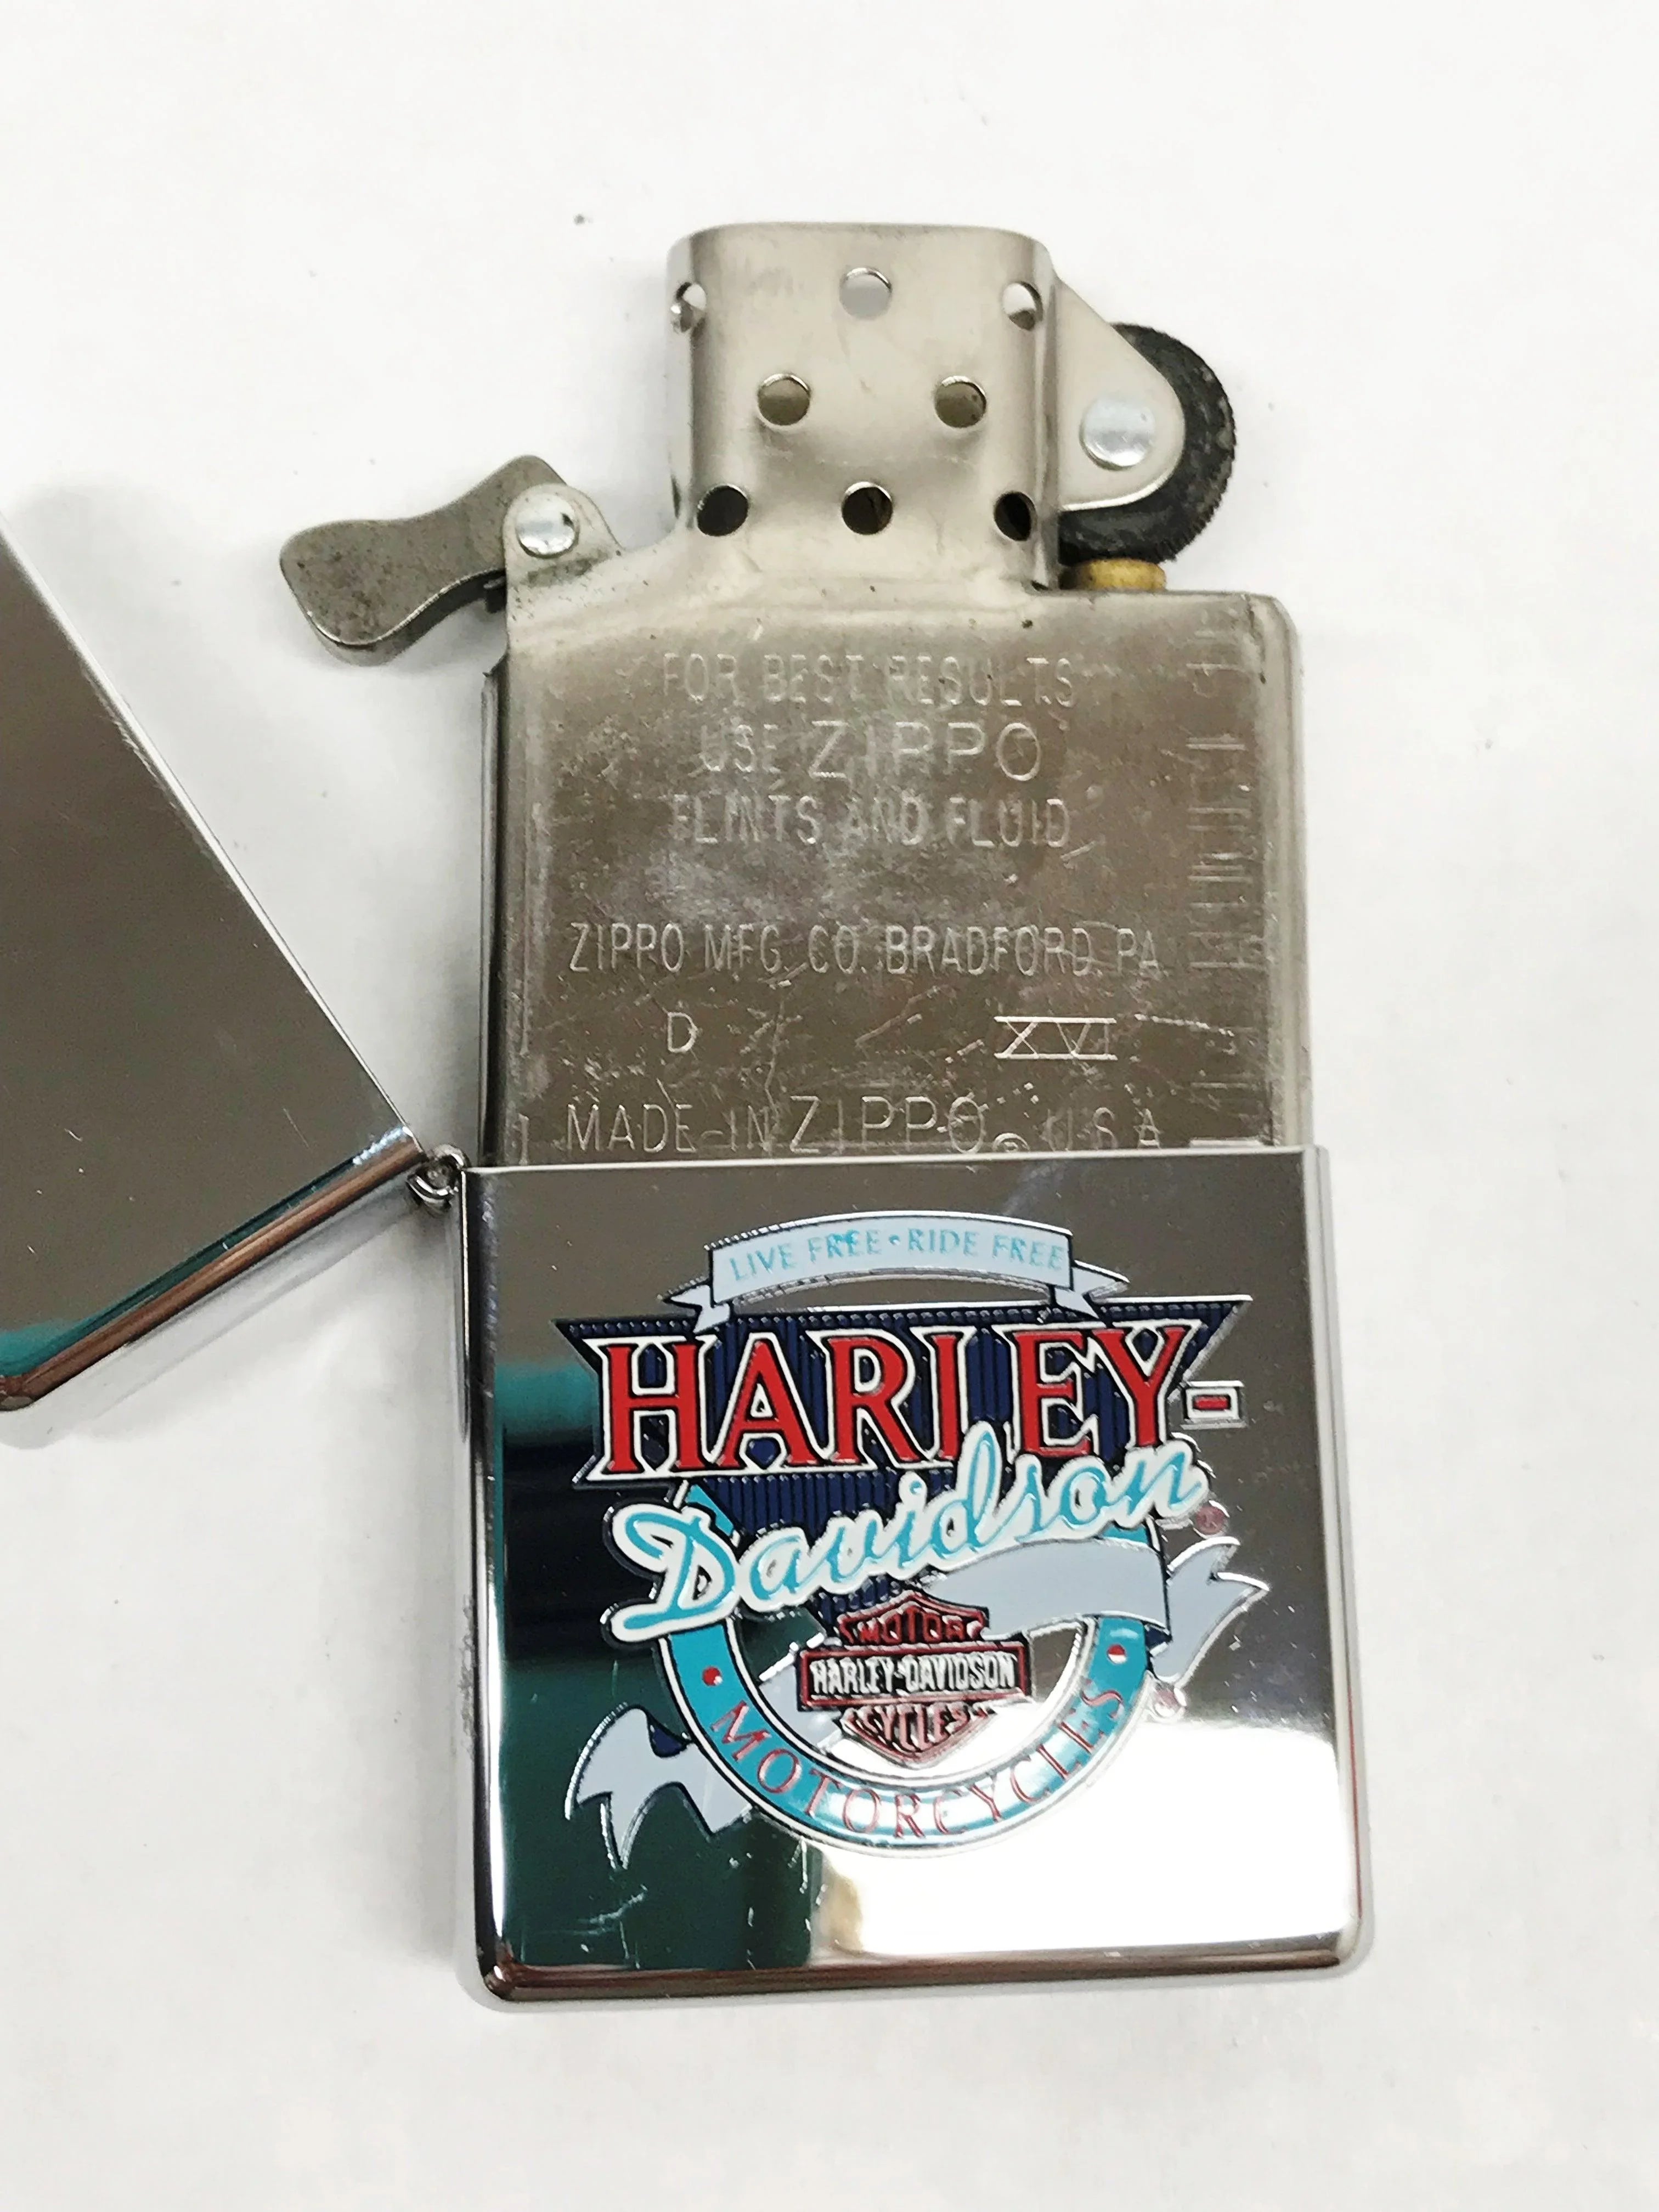 FOR BEST RESULTS
USE ZIPPO
FLINTS AND FLUID
ZIPPO MFG. CO. BRADFORD, PA.
D XVI
MADE IN ZIPPO® U S A
LIVE FREE • RIDE FREE
HARLEY-
Davidson
®
MOTOR
HARLEY-DAVIDSON
CYCLES
• MOTORCYCLES •